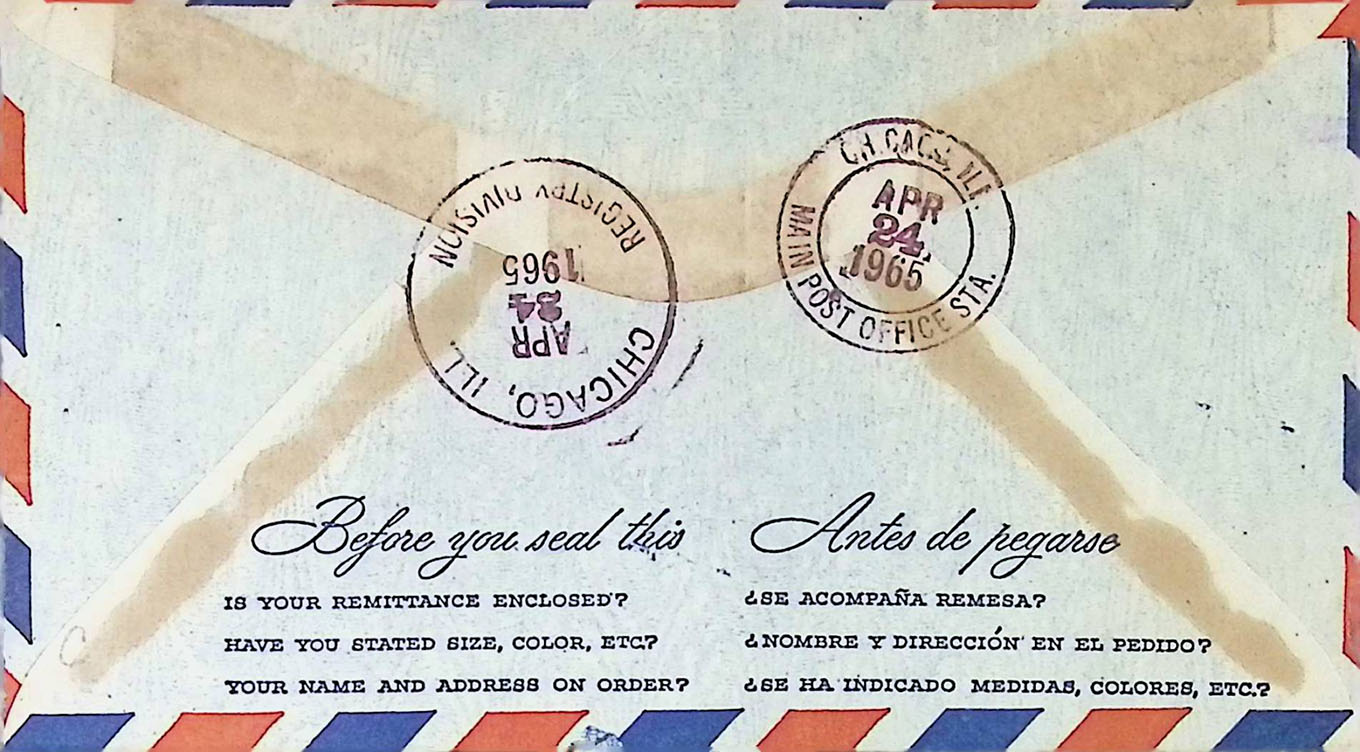 CHICAGO, ILL.
APR
24
1965
MAIN POST OFFICE STA.
REGISTRY DIVISION
1965
24
APR
CHICAGO, ILL.
Before you seal this
IS YOUR REMITTANCE ENCLOSED?
HAVE YOU STATED SIZE, COLOR, ETC?
YOUR NAME AND ADDRESS ON ORDER?
Antes de pegarse
¿SE ACOMPAÑA REMESA?
¿NOMBRE Y DIRECCIÓN EN EL PEDIDO?
¿SE HA INDICADO MEDIDAS, COLORES, ETC.?